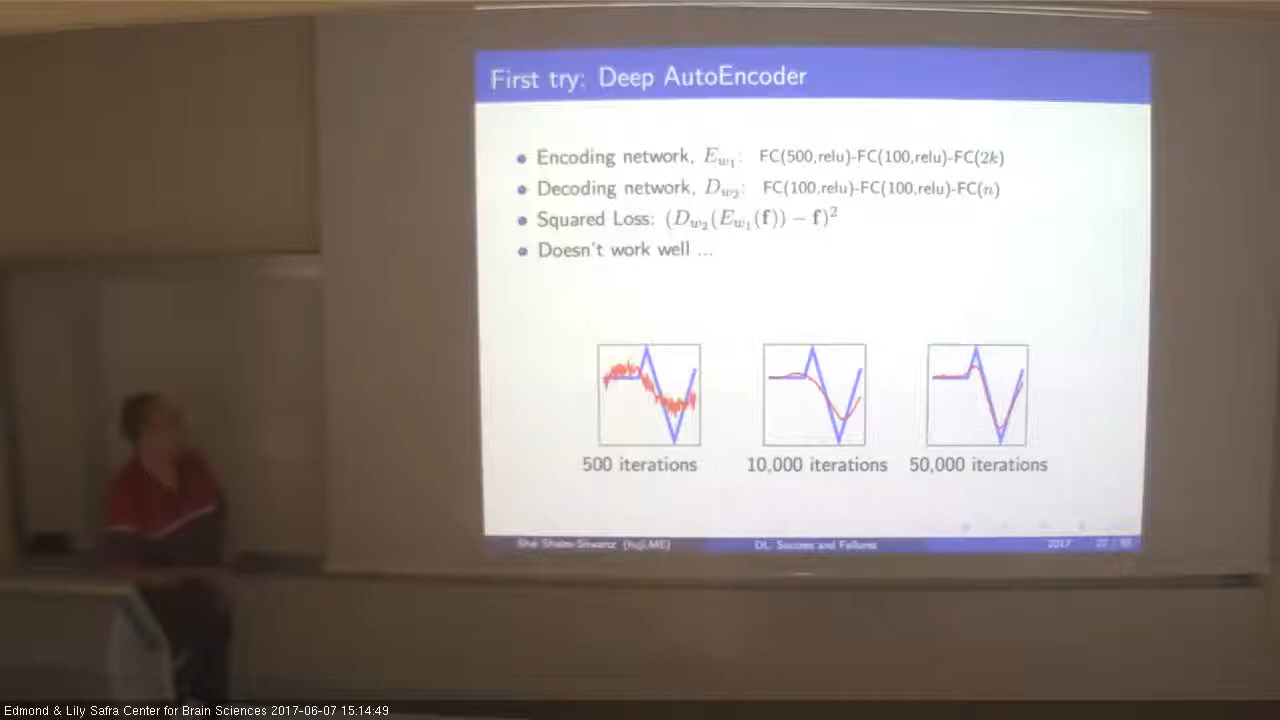 First try: Deep AutoEncoder
Encoding network, E_{w_1}: FC(500,relu)-FC(100,relu)-FC(2k)
Decoding network, D_{w_2}: FC(100,relu)-FC(100,relu)-FC(n)
Squared Loss: (D_{w_2}(E_{w_1}(f)) − f)^2
Doesn't work well ...
500 iterations 10,000 iterations 50,000 iterations
DL: Success and Failures 2017
Edmond & Lily Safra Center for Brain Sciences 2017-06-07 15:14:49